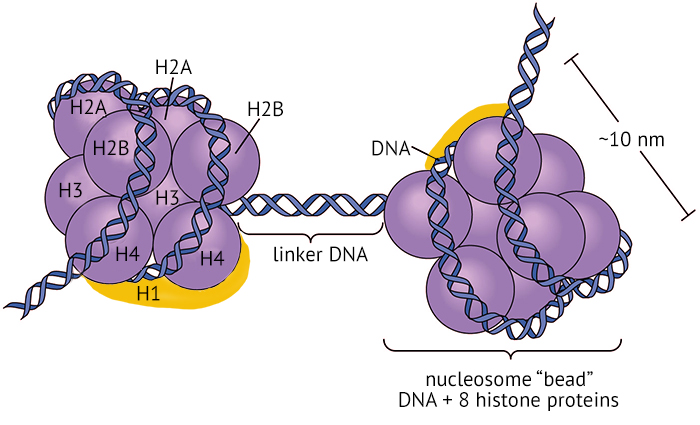 H2A
H2A
H2B
H2B
H3
H3
H4
H4
H1
linker DNA
DNA
~10 nm
nucleosome “bead”
DNA + 8 histone proteins